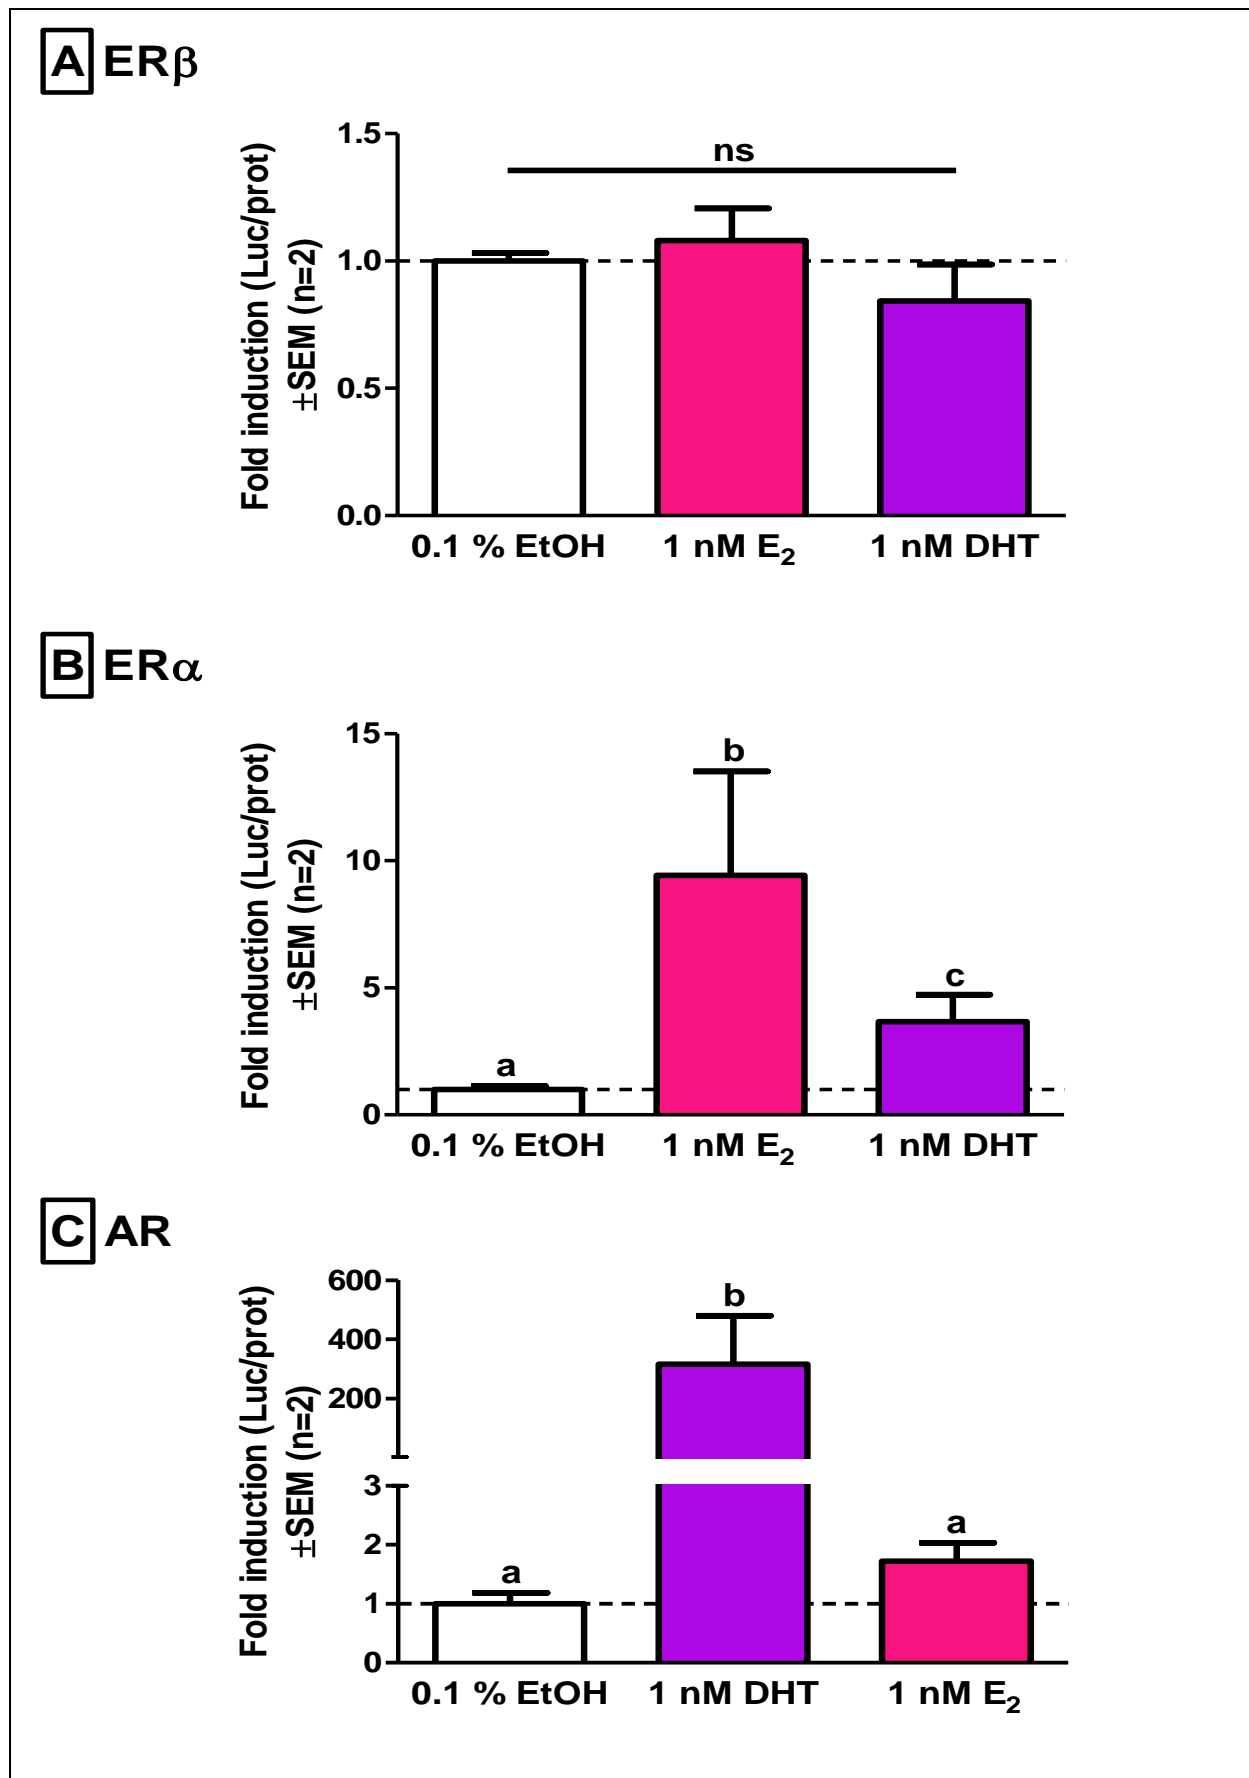 A ERβ
Fold induction (Luc/prot)
±SEM (n=2)
1.5
1.0
0.5
0.0
ns
0.1 % EtOH 1 nM E₂ 1 nM DHT
B ERα
Fold induction (Luc/prot)
±SEM (n=2)
15
10
5
0
b
c
a
0.1 % EtOH 1 nM E₂ 1 nM DHT
C AR
Fold induction (Luc/prot)
±SEM (n=2)
600
400
200
3
2
1
0
b
a
a
0.1 % EtOH 1 nM DHT 1 nM E₂